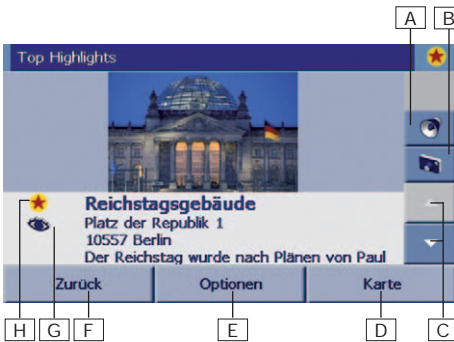 A B
Top Highlights
Reichstagsgebäude
Platz der Republik 1
10557 Berlin
Der Reichstag wurde nach Plänen von Paul
Zurück Optionen Karte
H G F E D C